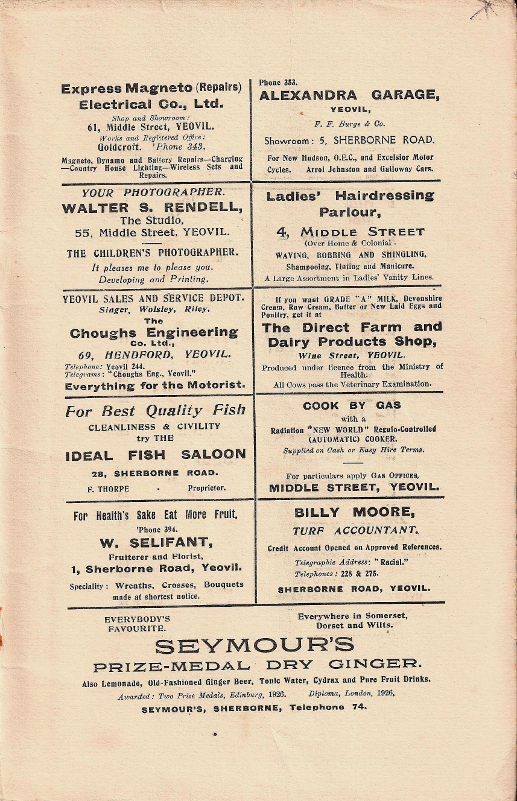 Express Magneto (Repairs)
Electrical Co., Ltd.
Shop and Showroom:
61, Middle Street, YEOVIL.
Works and Registered Office:
Goldcroft. 'Phone 343.
Magneto, Dynamo and Battery Repairs—Charging
—Country House Lighting—Wireless Sets and
Repairs.
Phone 353.
ALEXANDRA GARAGE,
YEOVIL,
F. F. Burge & Co.
Showroom: 5, SHERBORNE ROAD.
For New Hudson, O.E.C., and Excelsior Motor
Cycles. Arrol Johnston and Galloway Cars.
YOUR PHOTOGRAPHER.
WALTER S. RENDELL,
The Studio,
55, Middle Street, YEOVIL.
THE CHILDREN'S PHOTOGRAPHER.
It pleases me to please you.
Developing and Printing.
Ladies' Hairdressing
Parlour,
4, MIDDLE STREET
(Over Home & Colonial.
WAVING, BOBBING AND SHINGLING,
Shampooing, Tinting and Manicure.
A Large Assortment in Ladies' Vanity Lines.
YEOVIL SALES AND SERVICE DEPOT.
Singer, Wolsley, Riley.
The
Choughs Engineering
Co. Ltd.,
69, HENDFORD, YEOVIL.
Telephone: Yeovil 244.
Telegrams: "Choughs Eng., Yeovil."
Everything for the Motorist.
If you want GRADE "A" MILK, Devonshire
Cream, Raw Cream, Butter or New Laid Eggs and
Poultry, get it at
The Direct Farm and
Dairy Products Shop,
Wine Street, YEOVIL.
Produced under licence from the Ministry of
Health.
All Cows pass the Veterinary Examination.
For Best Quality Fish
CLEANLINESS & CIVILITY
try THE
IDEAL FISH SALOON
28, SHERBORNE ROAD.
F. THORPE - Proprietor.
COOK BY GAS
with a
Radiation "NEW WORLD" Regulo-Controlled
(AUTOMATIC) COOKER.
Supplied on Cash or Easy Hire Terms.
For particulars apply GAS OFFICES,
MIDDLE STREET, YEOVIL.
For Health's Sake Eat More Fruit.
'Phone 394.
W. SELIFANT,
Fruiterer and Florist,
1, Sherborne Road, Yeovil.
Speciality: Wreaths, Crosses, Bouquets
made at shortest notice.
BILLY MOORE,
TURF ACCOUNTANT.
Credit Account Opened on Approved References.
Telegraphic Address: "Racial."
Telephones: 228 & 275.
SHERBORNE ROAD, YEOVIL.
EVERYBODY'S
FAVOURITE.
Everywhere in Somerset,
Dorset and Wilts.
SEYMOUR'S
PRIZE-MEDAL DRY GINGER.
Also Lemonade, Old-Fashioned Ginger Beer, Tonic Water, Cydrax and Pure Fruit Drinks.
Awarded: Two Prize Medals, Edinburg, 1926. Diploma, London, 1926.
SEYMOUR'S, SHERBORNE, Telephone 74.